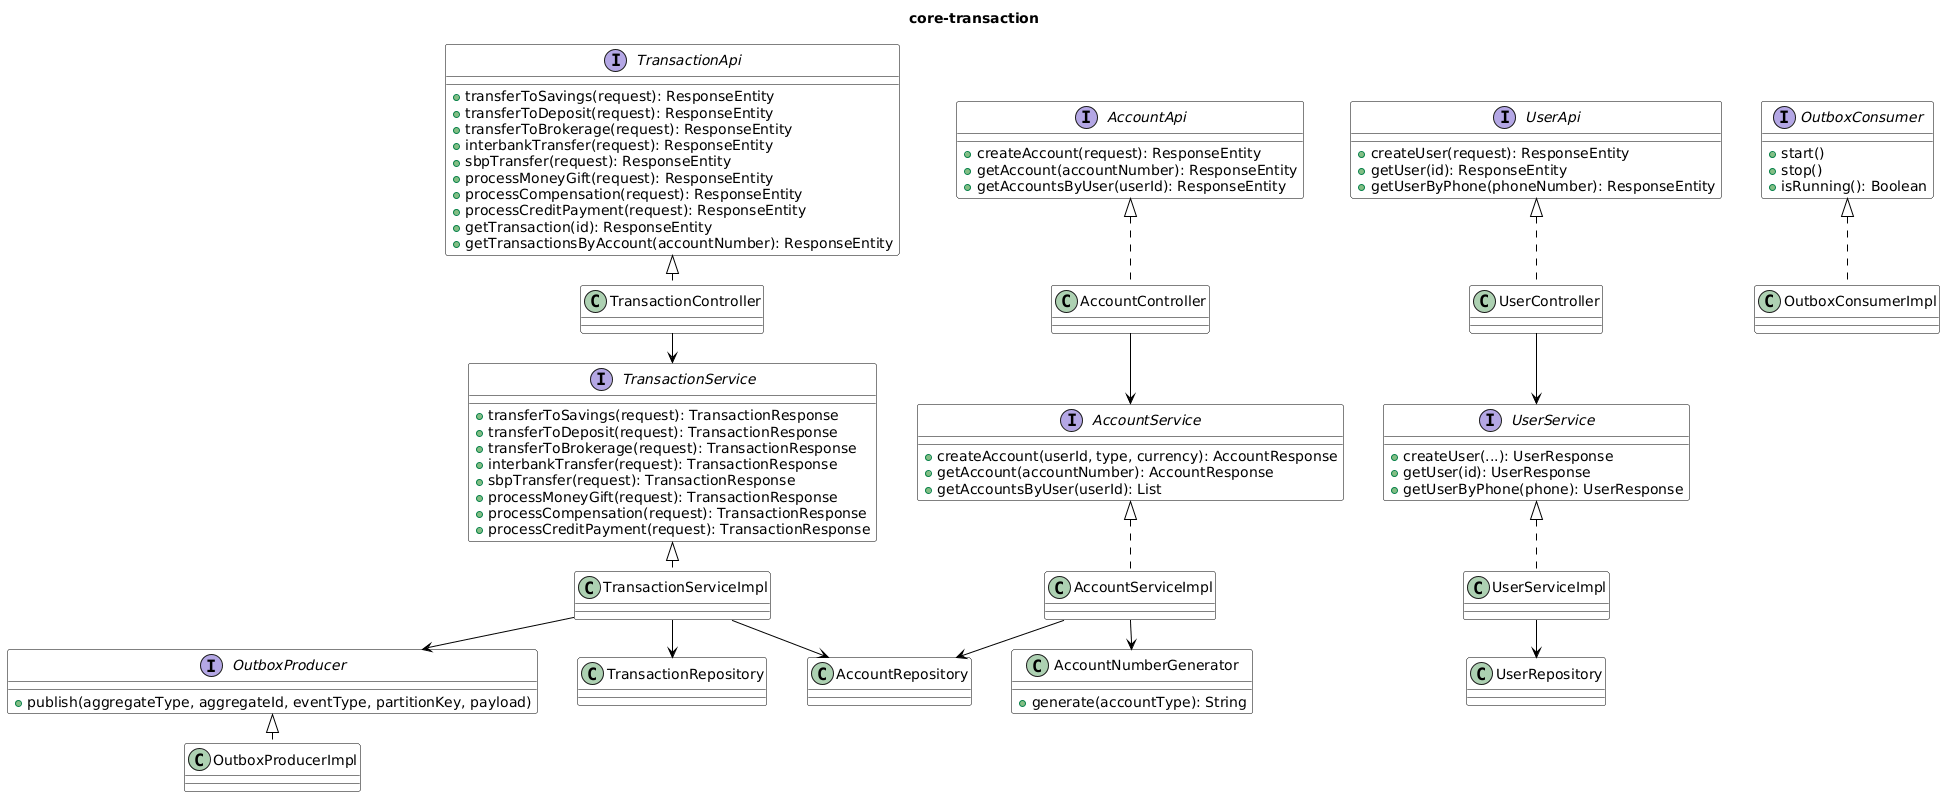 core-transaction
I TransactionApi
transferToSavings(request): ResponseEntity
transferToDeposit(request): ResponseEntity
transferToBrokerage(request): ResponseEntity
interbankTransfer(request): ResponseEntity
sbpTransfer(request): ResponseEntity
processMoneyGift(request): ResponseEntity
processCompensation(request): ResponseEntity
processCreditPayment(request): ResponseEntity
getTransaction(id): ResponseEntity
getTransactionsByAccount(accountNumber): ResponseEntity
I AccountApi
createAccount(request): ResponseEntity
getAccount(accountNumber): ResponseEntity
getAccountsByUser(userId): ResponseEntity
I UserApi
createUser(request): ResponseEntity
getUser(id): ResponseEntity
getUserByPhone(phoneNumber): ResponseEntity
I OutboxConsumer
start()
stop()
isRunning(): Boolean
C TransactionController
C AccountController
C UserController
C OutboxConsumerImpl
I TransactionService
transferToSavings(request): TransactionResponse
transferToDeposit(request): TransactionResponse
transferToBrokerage(request): TransactionResponse
interbankTransfer(request): TransactionResponse
sbpTransfer(request): TransactionResponse
processMoneyGift(request): TransactionResponse
processCompensation(request): TransactionResponse
processCreditPayment(request): TransactionResponse
I AccountService
createAccount(userId, type, currency): AccountResponse
getAccount(accountNumber): AccountResponse
getAccountsByUser(userId): List
I UserService
createUser(...): UserResponse
getUser(id): UserResponse
getUserByPhone(phone): UserResponse
C TransactionServiceImpl
C AccountServiceImpl
C UserServiceImpl
I OutboxProducer
publish(aggregateType, aggregateId, eventType, partitionKey, payload)
C TransactionRepository
C AccountRepository
C AccountNumberGenerator
generate(accountType): String
C UserRepository
C OutboxProducerImpl